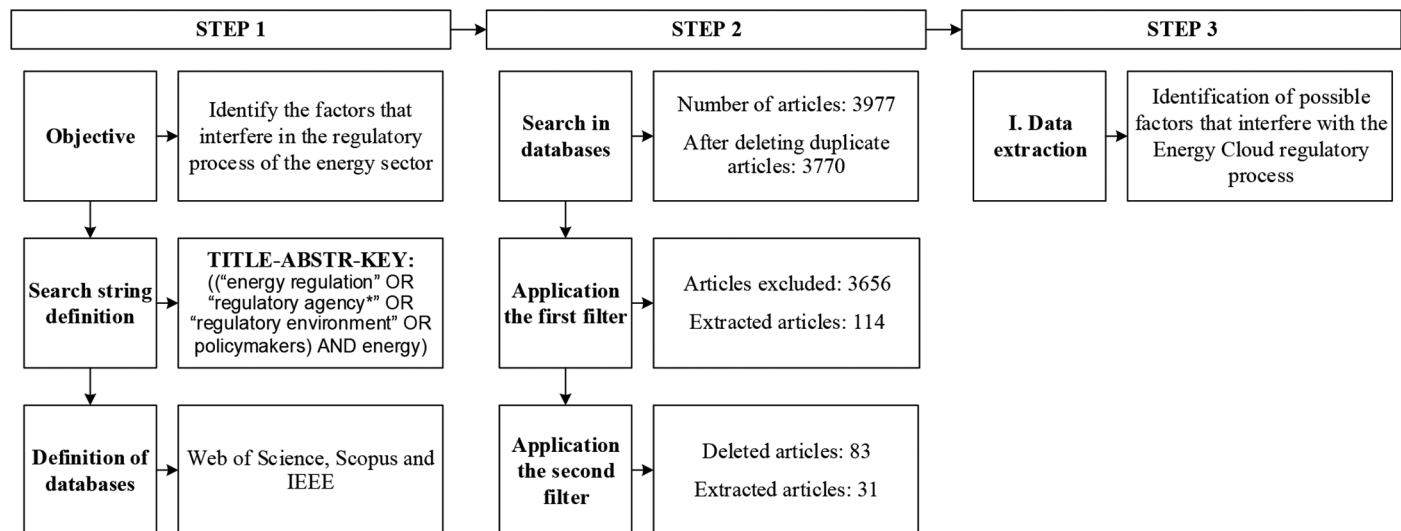 STEP 1
Objective
Identify the factors that
interfere in the regulatory
process of the energy sector
Search string
definition
TITLE-ABSTR-KEY:
((“energy regulation” OR
“regulatory agency*” OR
“regulatory environment” OR
policymakers) AND energy)
Definition of
databases
Web of Science, Scopus and
IEEE
STEP 2
Search in
databases
Number of articles: 3977
After deleting duplicate
articles: 3770
Application
the first filter
Articles excluded: 3656
Extracted articles: 114
Application
the second
filter
Deleted articles: 83
Extracted articles: 31
STEP 3
I. Data
extraction
Identification of possible
factors that interfere with the
Energy Cloud regulatory
process